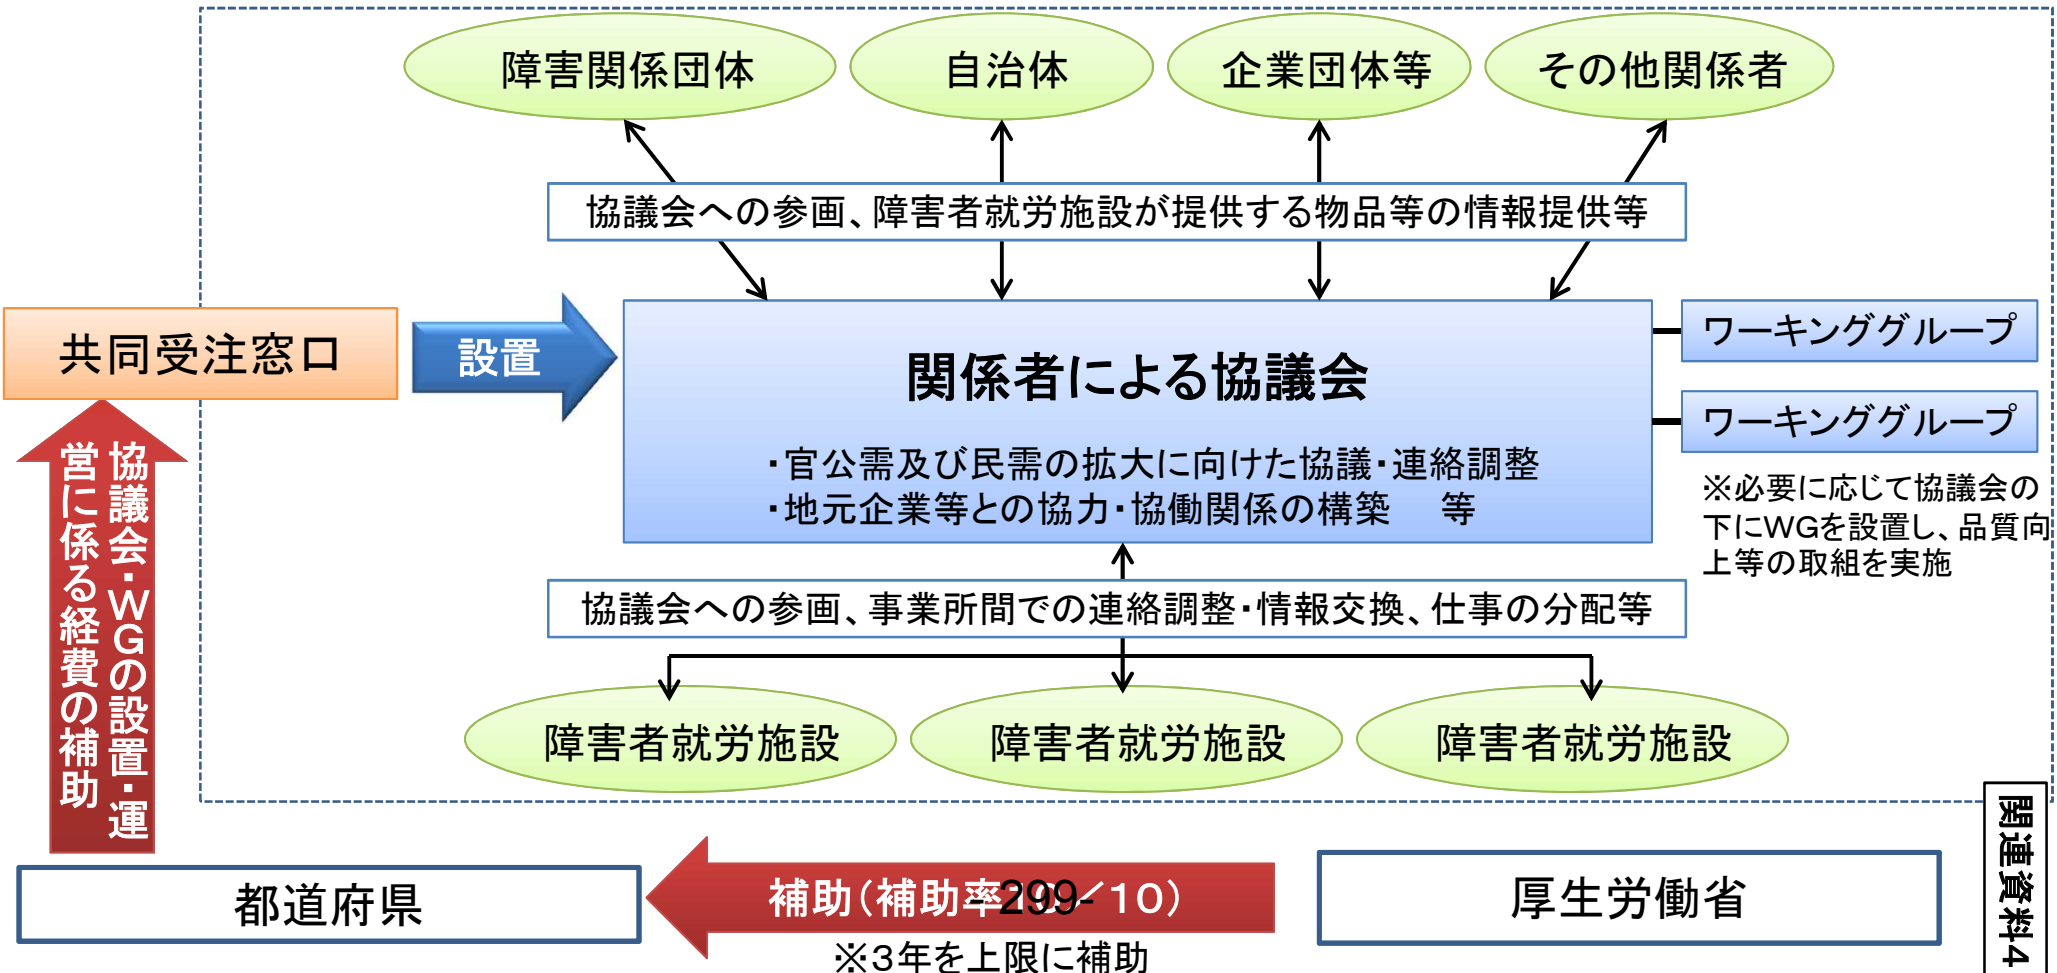 障害関係団体
自治体
企業団体等
その他関係者
協議会への参画、障害者就労施設が提供する物品等の情報提供等
共同受注窓口
設置
関係者による協議会
・官公需及び民需の拡大に向けた協議・連絡調整
・地元企業等との協力・協働関係の構築　等
ワーキンググループ
ワーキンググループ
※必要に応じて協議会の
下にWGを設置し、品質向
上等の取組を実施
協議会・WGの設置・運
営に係る経費の補助
協議会への参画、事業所間での連絡調整・情報交換、仕事の分配等
障害者就労施設
障害者就労施設
障害者就労施設
都道府県
補助（補助率10／10）
-299-
※3年を上限に補助
厚生労働省
関連資料4